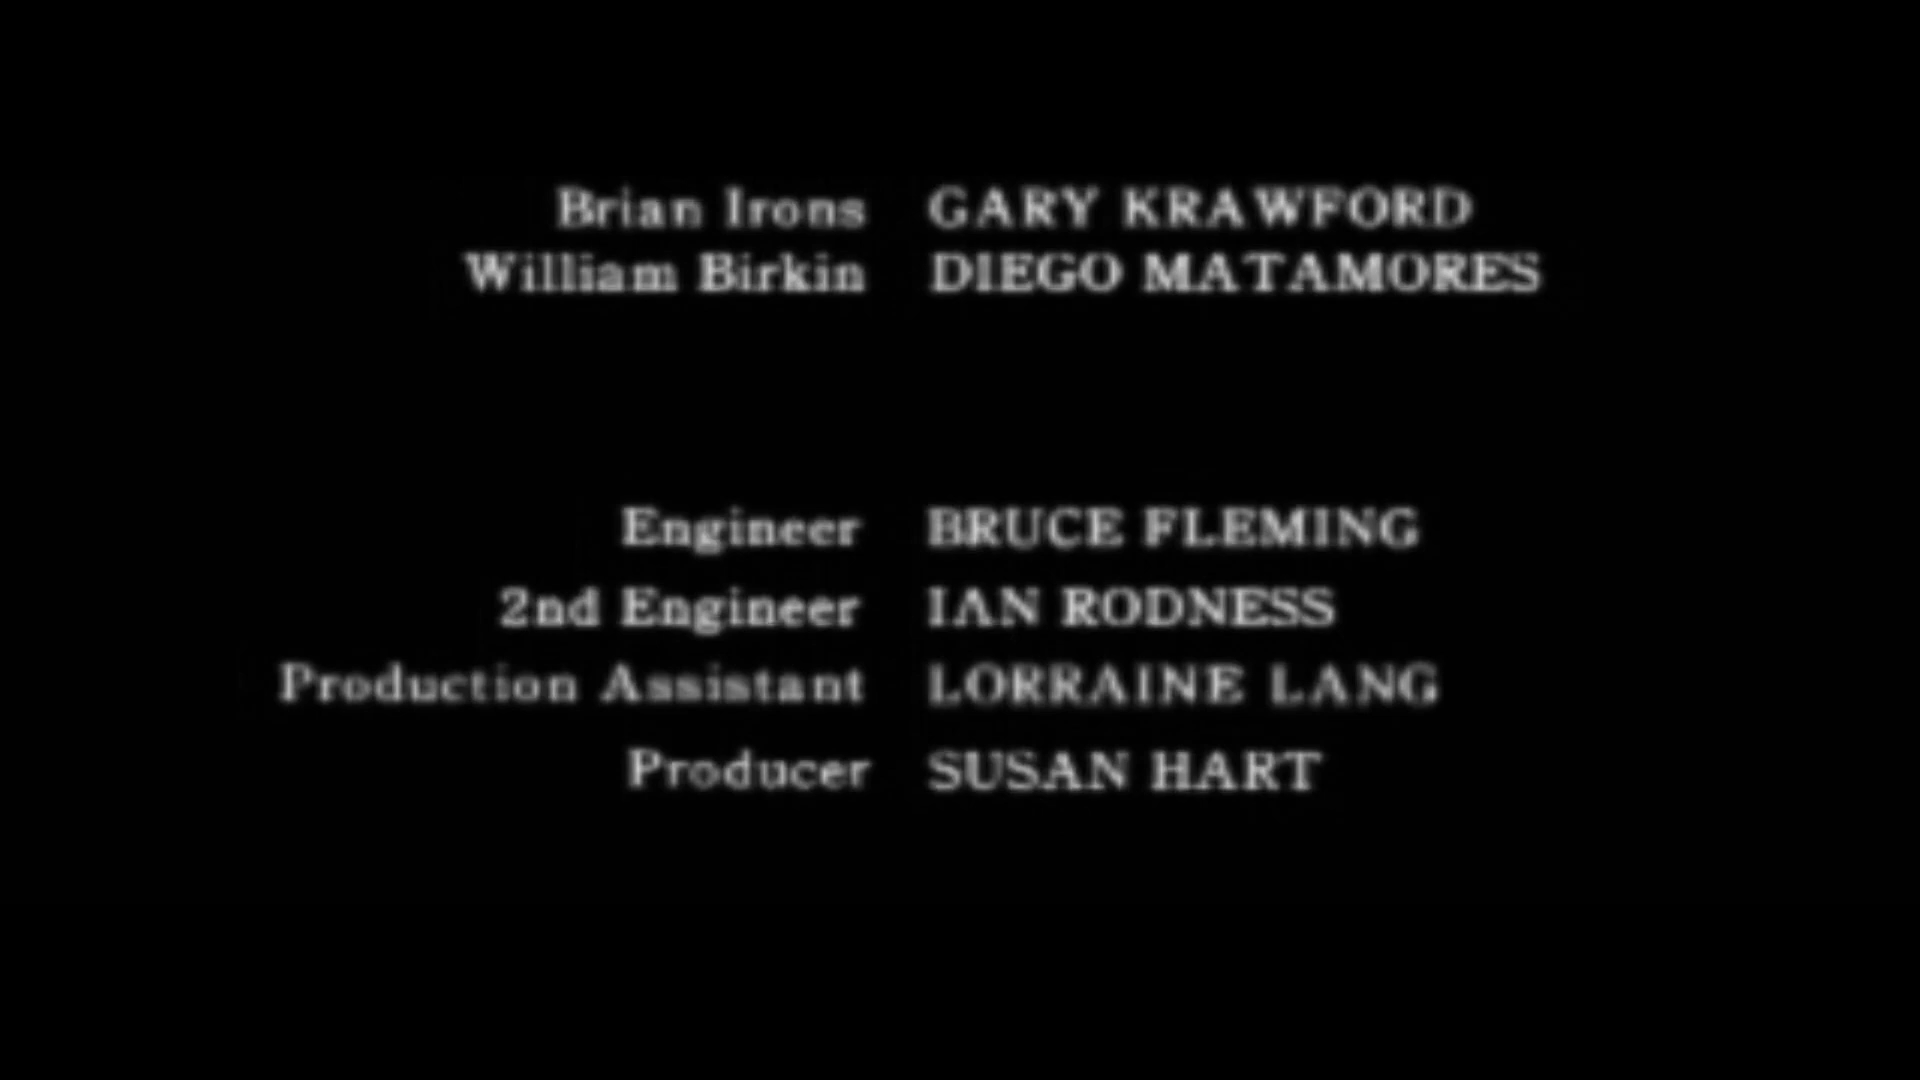 Brian Irons GARY KRAWFORD
William Birkin DIEGO MATAMORES
Engineer BRUCE FLEMING
2nd Engineer IAN RODNESS
Production Assistant LORRAINE LANG
Producer SUSAN HART